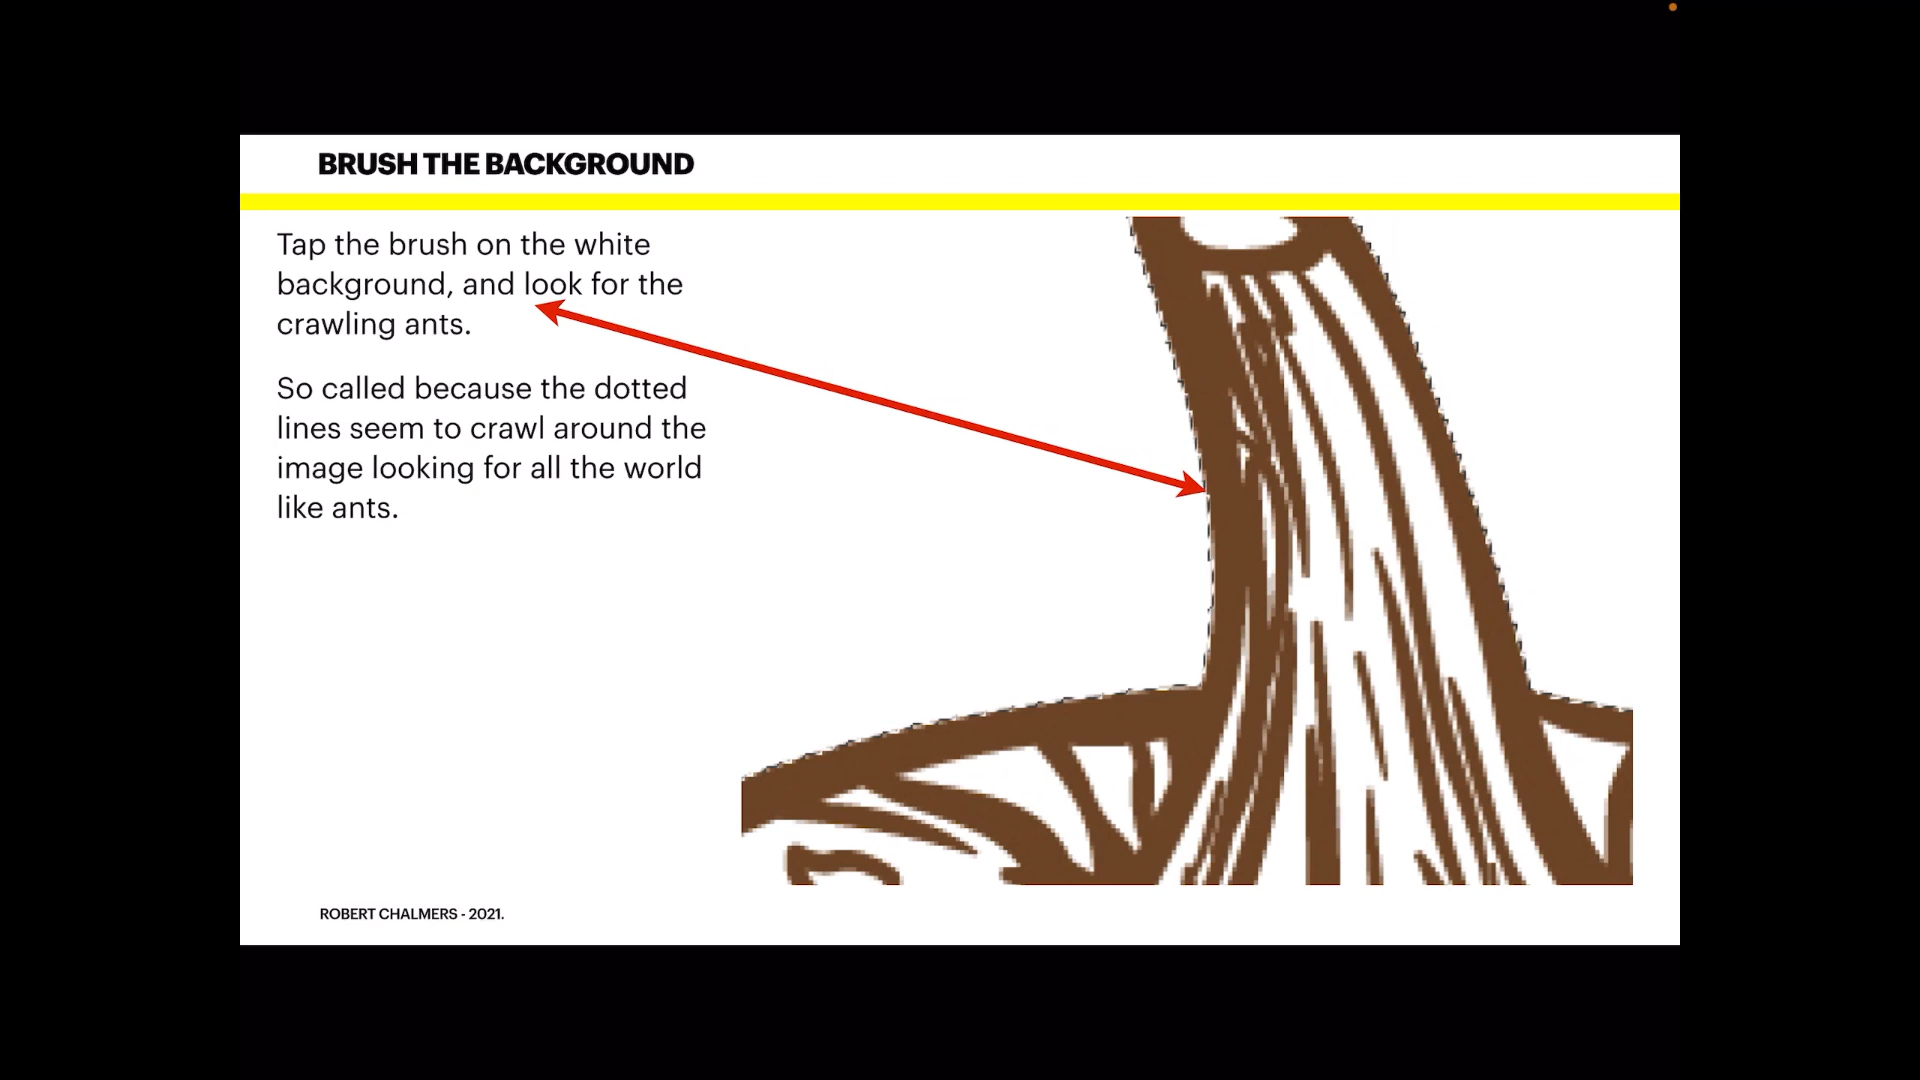 BRUSH THE BACKGROUND
Tap the brush on the white
background, and look for the
crawling ants.
So called because the dotted
lines seem to crawl around the
image looking for all the world
like ants.
ROBERT CHALMERS - 2021.